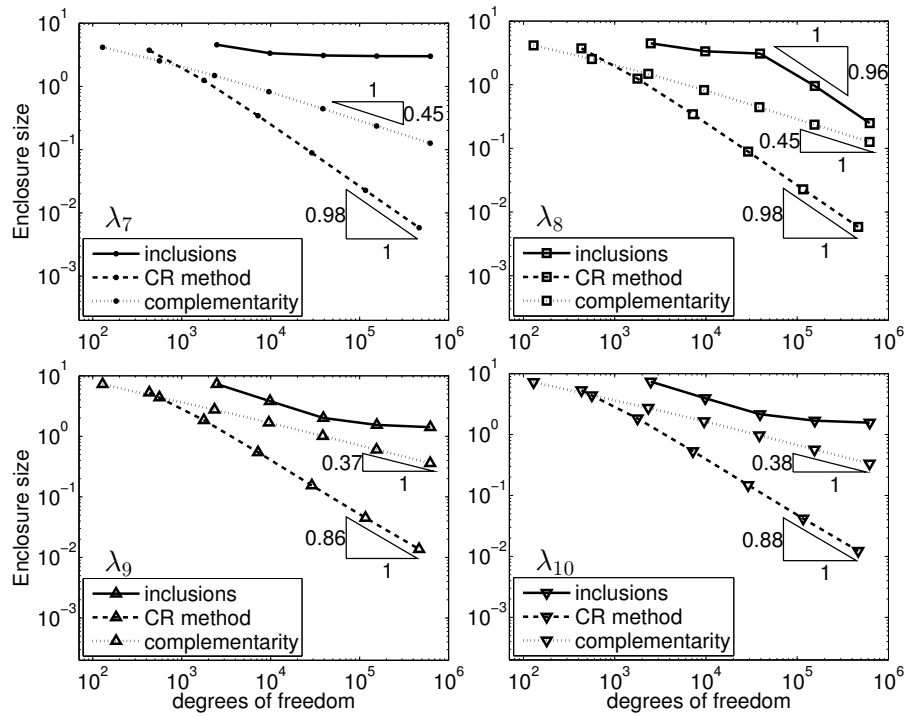 10^1
10^0
10^-1
10^-2
10^-3
Enclosure size
1
0.45
0.98
1
λ_7
inclusions
CR method
complementarity
10^2 10^3 10^4 10^5 10^6
10^1
10^0
10^-1
10^-2
10^-3
1
0.96
0.45
1
0.98
1
λ_8
inclusions
CR method
complementarity
10^2 10^3 10^4 10^5 10^6
10^1
10^0
10^-1
10^-2
10^-3
Enclosure size
0.37
1
0.86
1
λ_9
inclusions
CR method
complementarity
10^2 10^3 10^4 10^5 10^6
degrees of freedom
10^1
10^0
10^-1
10^-2
10^-3
0.38
1
0.88
1
λ_10
inclusions
CR method
complementarity
10^2 10^3 10^4 10^5 10^6
degrees of freedom